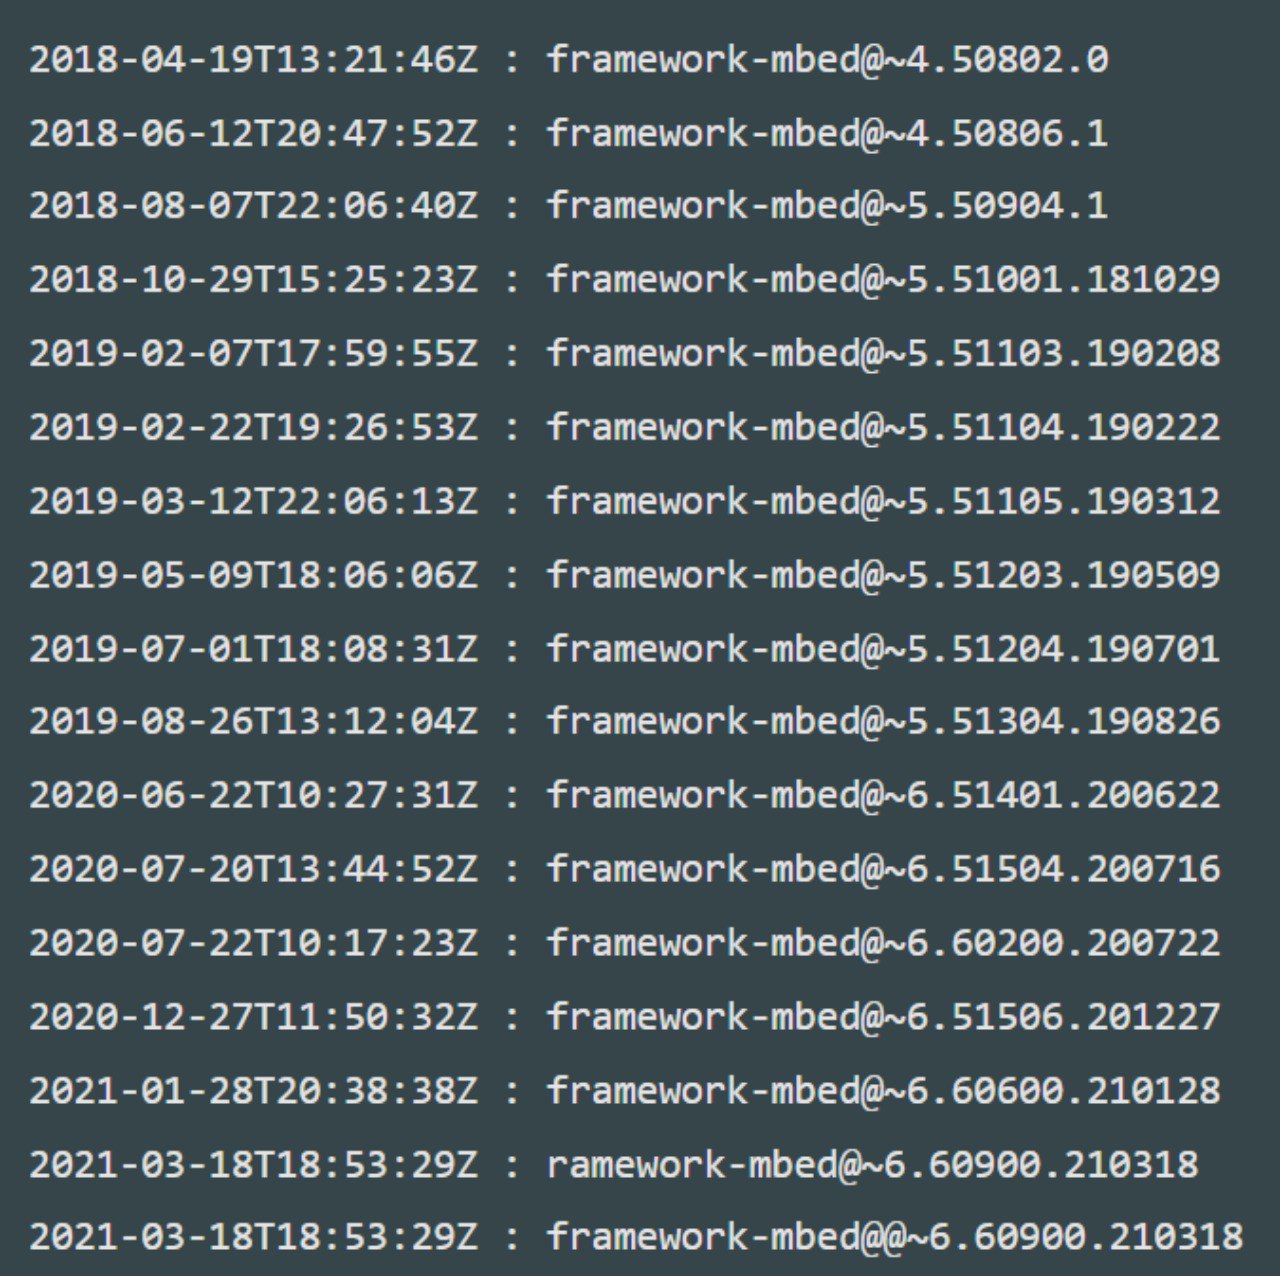 2018-04-19T13:21:46Z : framework-mbed@~4.50802.0
2018-06-12T20:47:52Z : framework-mbed@~4.50806.1
2018-08-07T22:06:40Z : framework-mbed@~5.50904.1
2018-10-29T15:25:23Z : framework-mbed@~5.51001.181029
2019-02-07T17:59:55Z : framework-mbed@~5.51103.190208
2019-02-22T19:26:53Z : framework-mbed@~5.51104.190222
2019-03-12T22:06:13Z : framework-mbed@~5.51105.190312
2019-05-09T18:06:06Z : framework-mbed@~5.51203.190509
2019-07-01T18:08:31Z : framework-mbed@~5.51204.190701
2019-08-26T13:12:04Z : framework-mbed@~5.51304.190826
2020-06-22T10:27:31Z : framework-mbed@~6.51401.200622
2020-07-20T13:44:52Z : framework-mbed@~6.51504.200716
2020-07-22T10:17:23Z : framework-mbed@~6.60200.200722
2020-12-27T11:50:32Z : framework-mbed@~6.51506.201227
2021-01-28T20:38:38Z : framework-mbed@~6.60600.210128
2021-03-18T18:53:29Z : ramework-mbed@~6.60900.210318
2021-03-18T18:53:29Z : framework-mbed@@~6.60900.210318